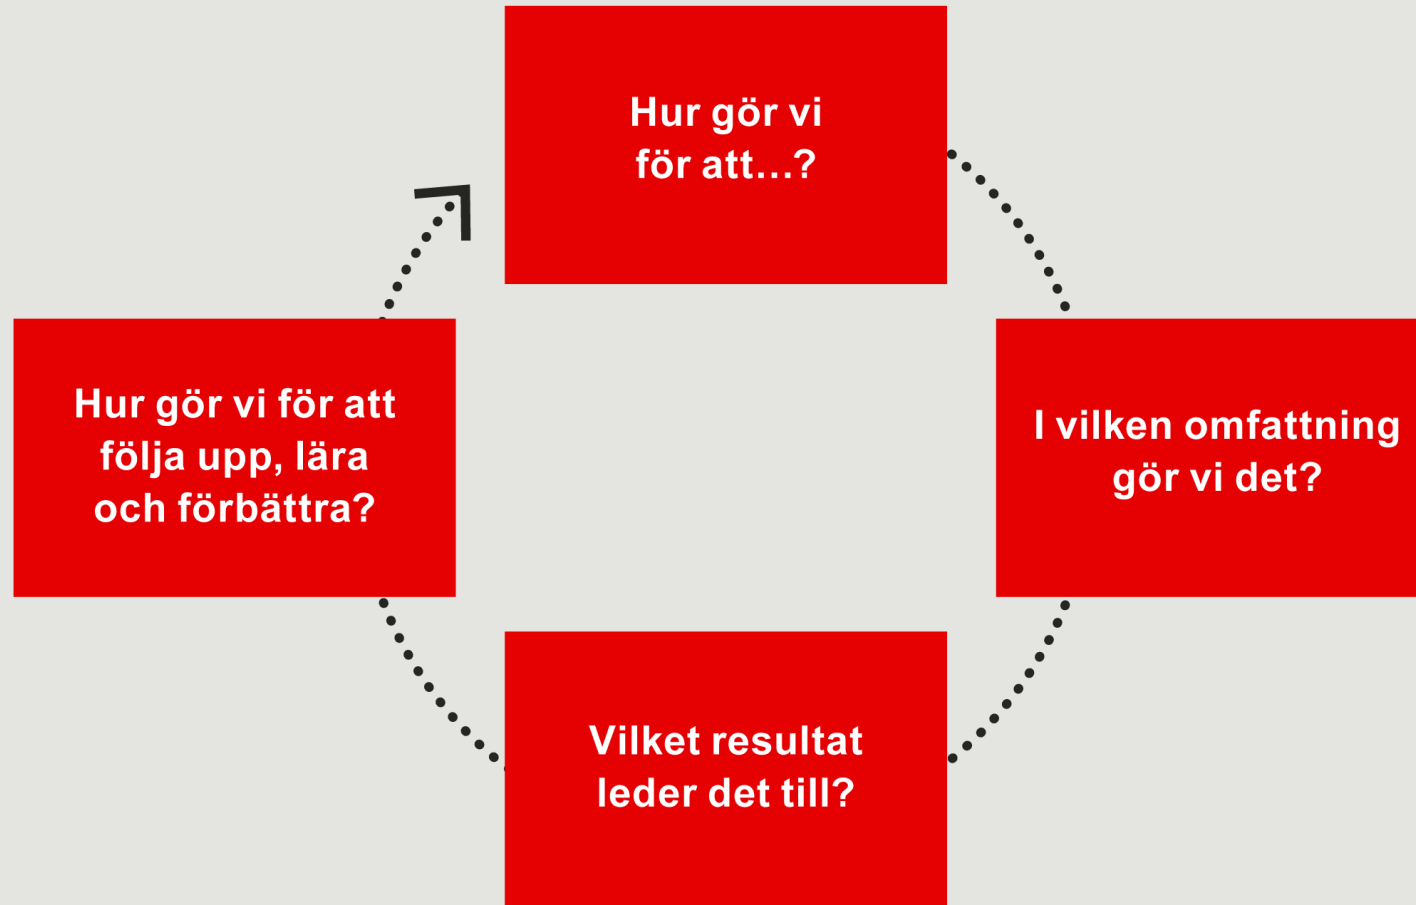 Hur gör vi
för att...?
I vilken omfattning
gör vi det?
Vilket resultat
leder det till?
Hur gör vi för att
följa upp, lära
och förbättra?